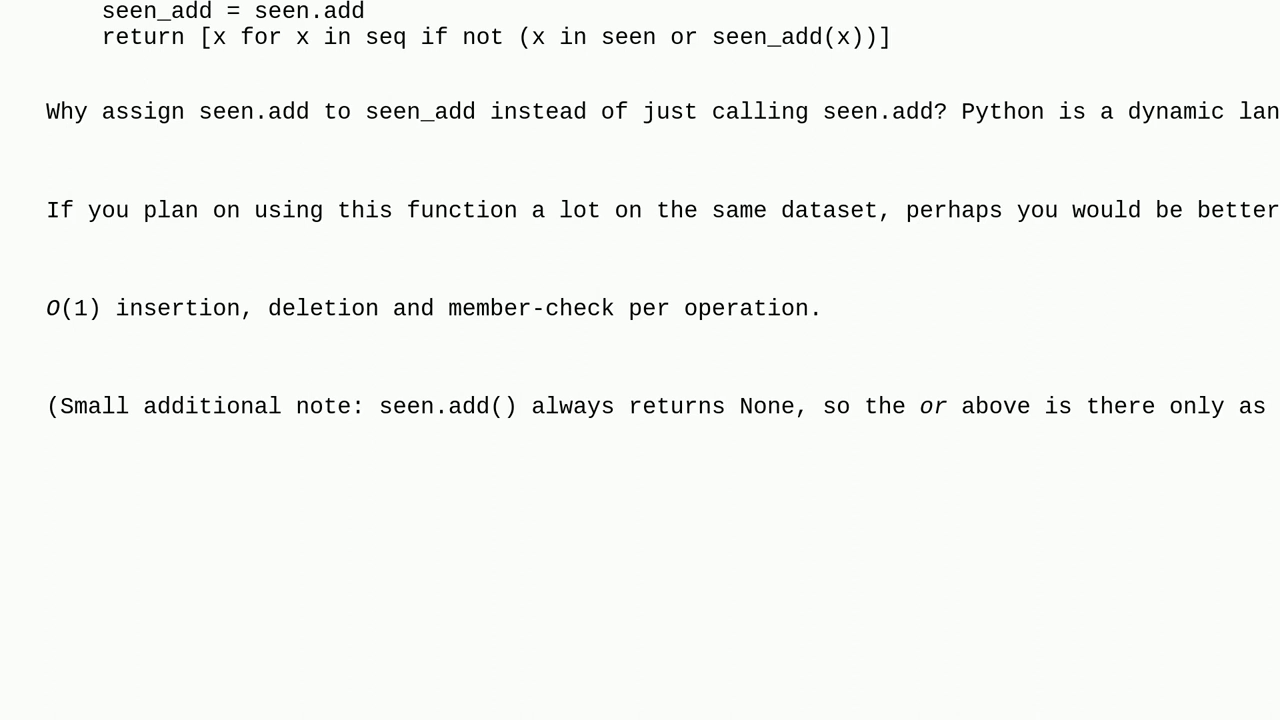 seen_add = seen.add
return [x for x in seq if not (x in seen or seen_add(x))]
Why assign seen.add to seen_add instead of just calling seen.add? Python is a dynamic lan
If you plan on using this function a lot on the same dataset, perhaps you would be better
O(1) insertion, deletion and member-check per operation.
(Small additional note: seen.add() always returns None, so the or above is there only as